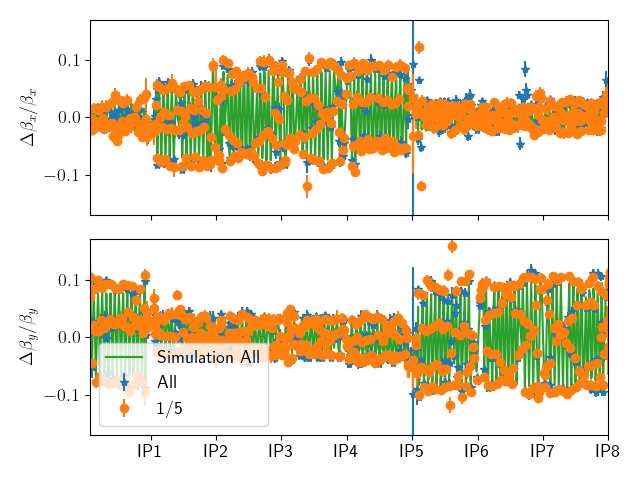 0.1
0.0
−0.1
Δβx/βx
0.1
0.0
−0.1
Δβy/βy
Simulation All
All
1/5
IP1 IP2 IP3 IP4 IP5 IP6 IP7 IP8